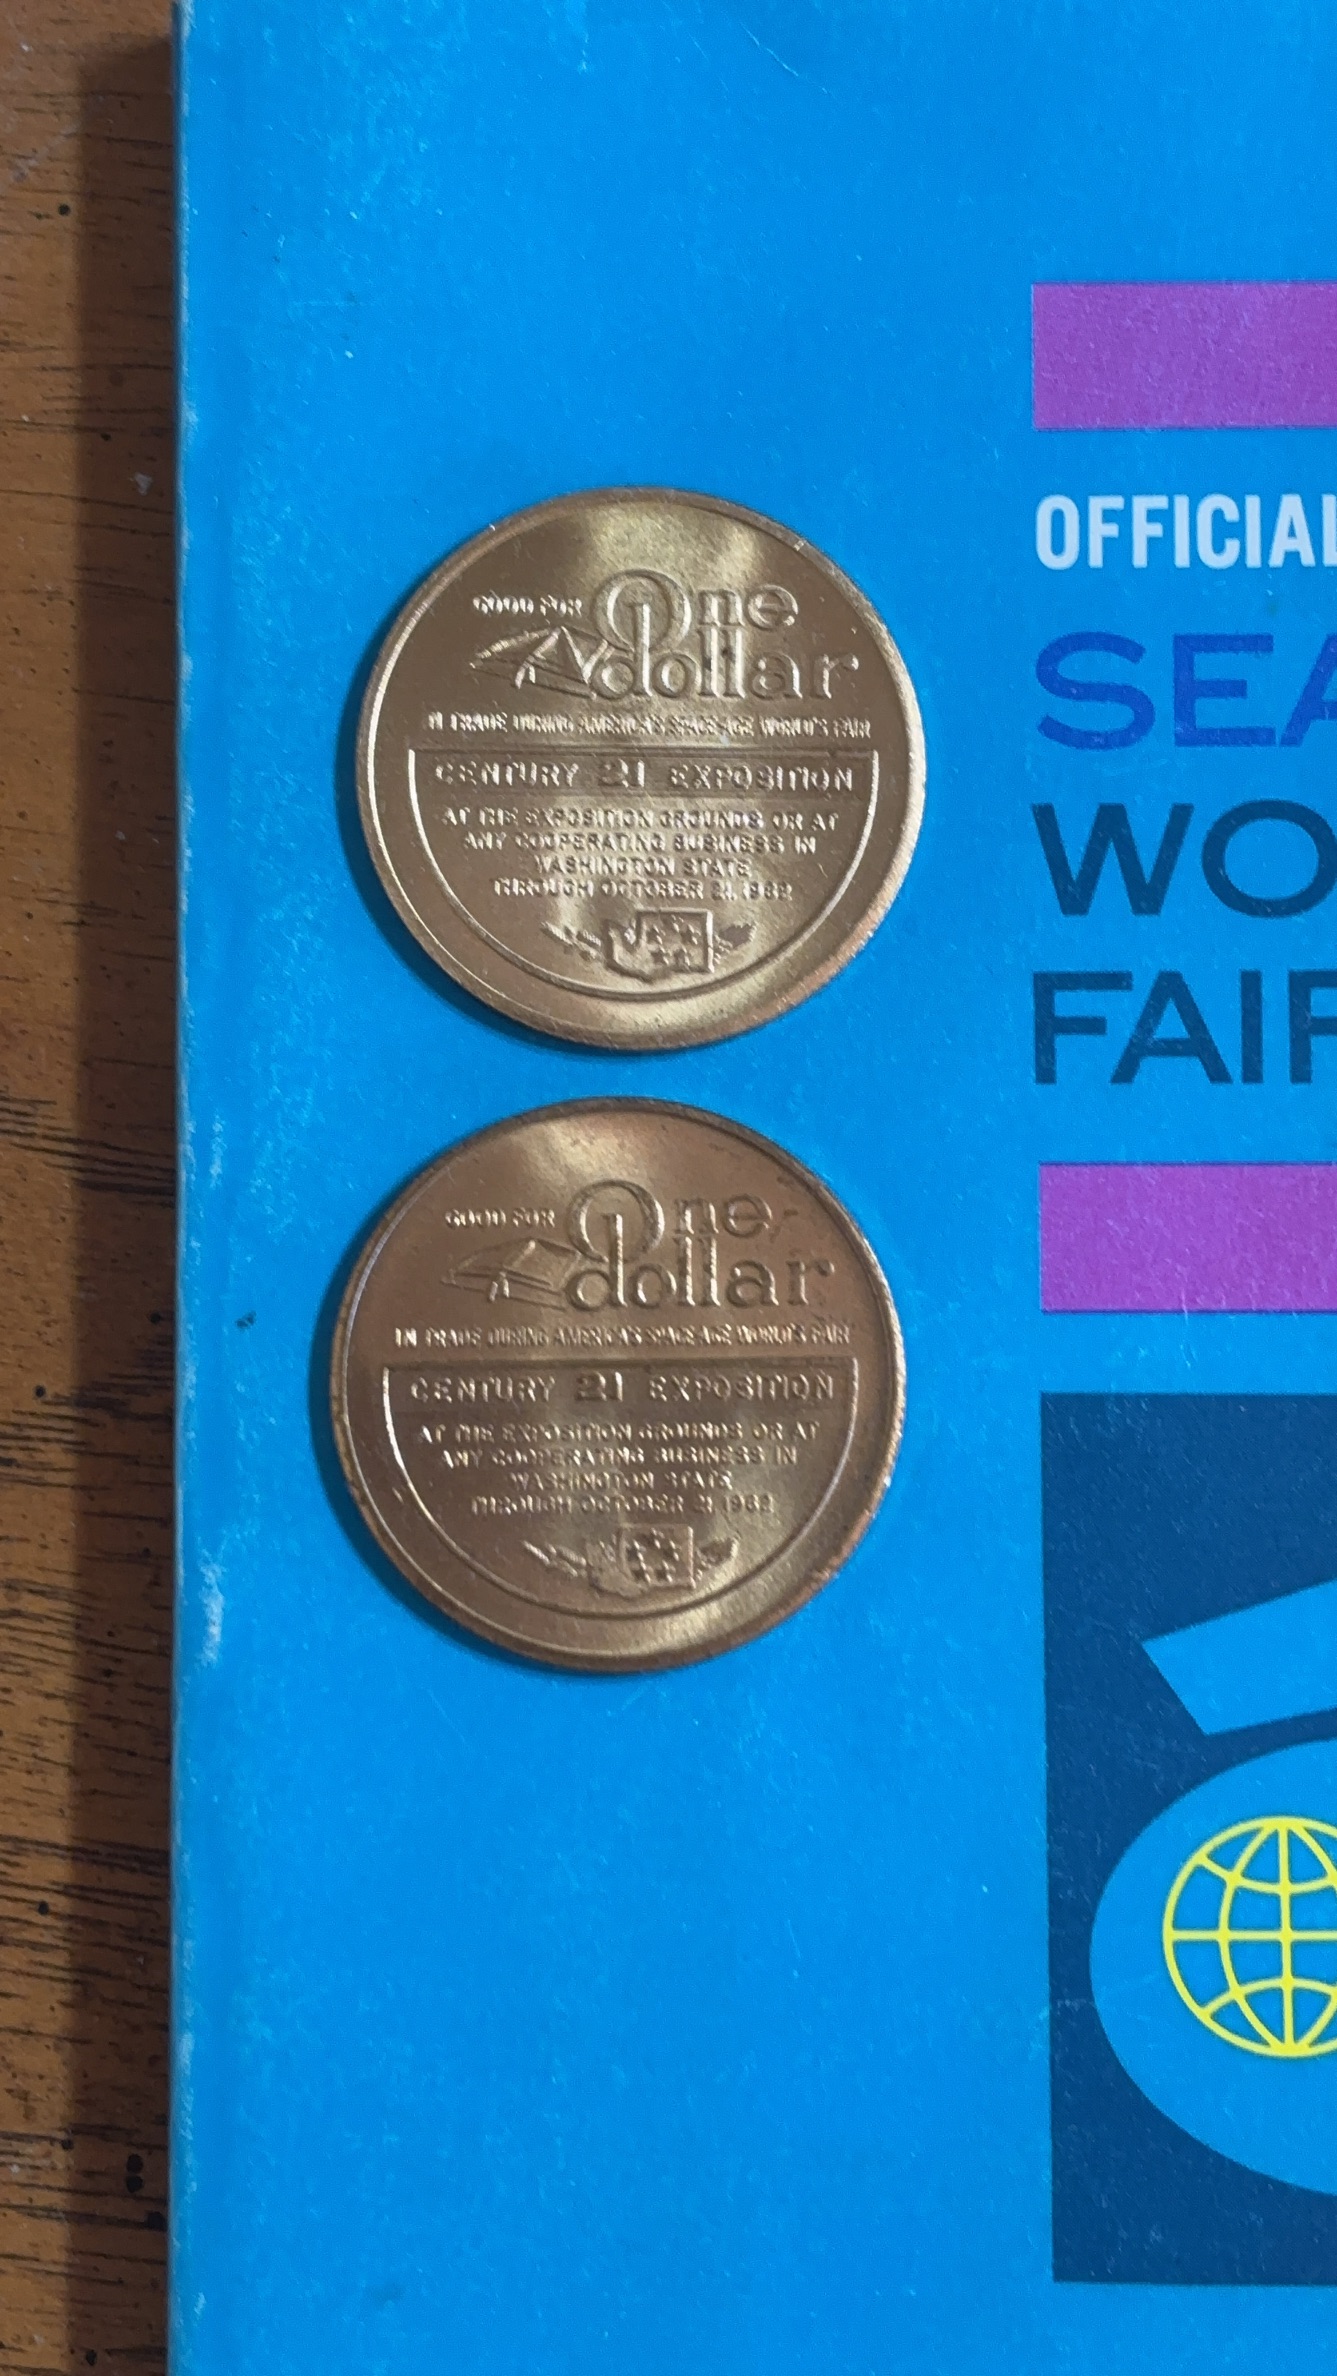 GOOD FOR One
dollar
IN TRADE DURING AMERICA'S SPACE AGE WORLD'S FAIR
CENTURY 21 EXPOSITION
AT THE EXPOSITION GROUNDS OR AT
ANY COOPERATING BUSINESS IN
WASHINGTON STATE
THROUGH OCTOBER 21, 1962
GOOD FOR One
dollar
IN TRADE DURING AMERICA'S SPACE AGE WORLD'S FAIR
CENTURY 21 EXPOSITION
AT THE EXPOSITION GROUNDS OR AT
ANY COOPERATING BUSINESS IN
WASHINGTON STATE
THROUGH OCTOBER 21, 1962
OFFICIAL
SEA
WO
FAIR